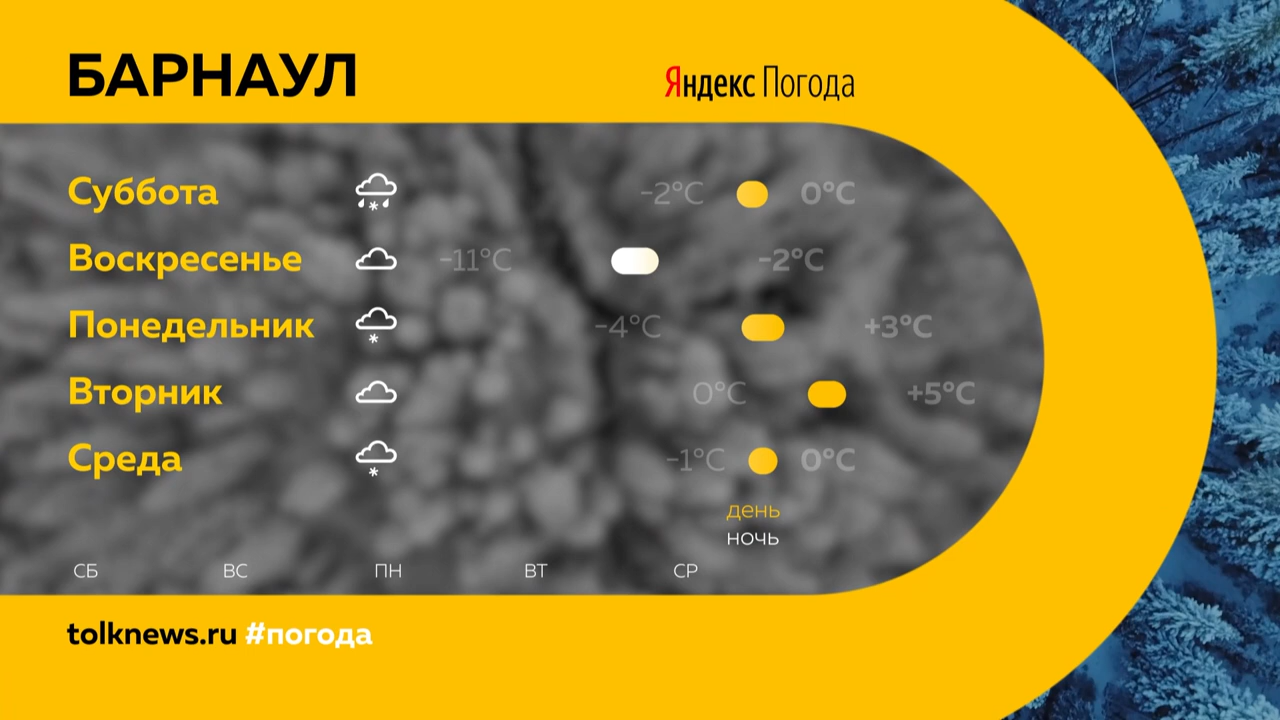 БАРНАУЛ
Яндекс Погода
Суббота -2°C 0°C
Воскресенье -11°C -2°C
Понедельник -4°C +3°C
Вторник 0°C +5°C
Среда -1°C 0°C
день
ночь
СБ ВС ПН ВТ СР
tolknews.ru #погода